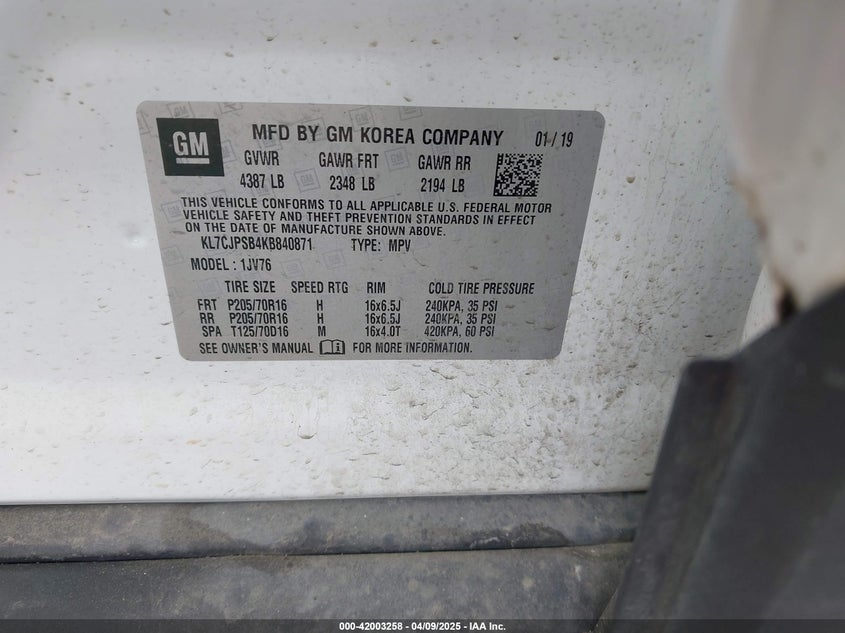 GM
MFD BY GM KOREA COMPANY 01/19
GVWR GAWR FRT GAWR RR
4387 LB 2348 LB 2194 LB
THIS VEHICLE CONFORMS TO ALL APPLICABLE U.S. FEDERAL MOTOR
VEHICLE SAFETY AND THEFT PREVENTION STANDARDS IN EFFECT
ON THE DATE OF MANUFACTURE SHOWN ABOVE.
KL7CJPSB4KB840871 TYPE: MPV
MODEL : 1JV76
TIRE SIZE SPEED RTG RIM COLD TIRE PRESSURE
FRT P205/70R16 H 16x6.5J 240KPA, 35 PSI
RR P205/70R16 H 16x6.5J 240KPA, 35 PSI
SPA T125/70D16 M 16x4.0T 420KPA, 60 PSI
SEE OWNER'S MANUAL FOR MORE INFORMATION.
000-42003258 - 04/09/2025 - IAA Inc.